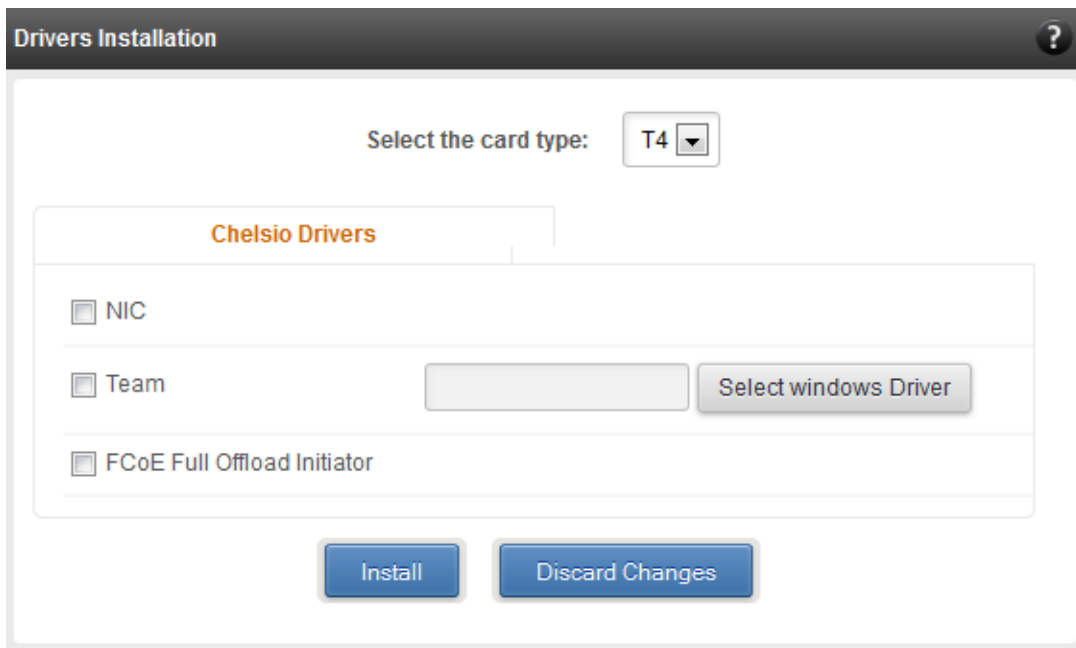 Drivers Installation ?
Select the card type: T4
Chelsio Drivers
NIC
Team Select windows Driver
FCoE Full Offload Initiator
Install Discard Changes